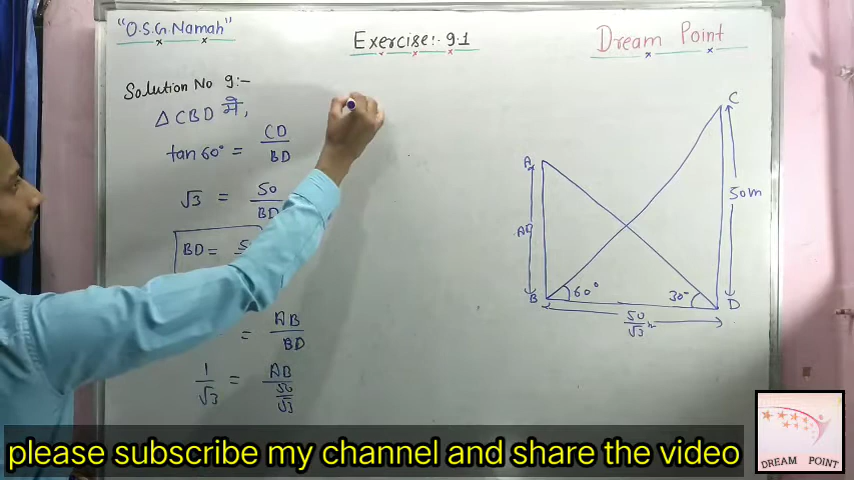 "O.S.G. Namah"
Exercise:- 9.1
Dream Point
Solution No 9:-
△ CBD में,
tan 60° = CD/BD
√3 = 50/BD
BD =
= AB/BD
1/√3 = AB/(50/√3)
C
A
50m
AB
B 60° 30° D
50/√3 m
please subscribe my channel and share the video
DREAM POINT